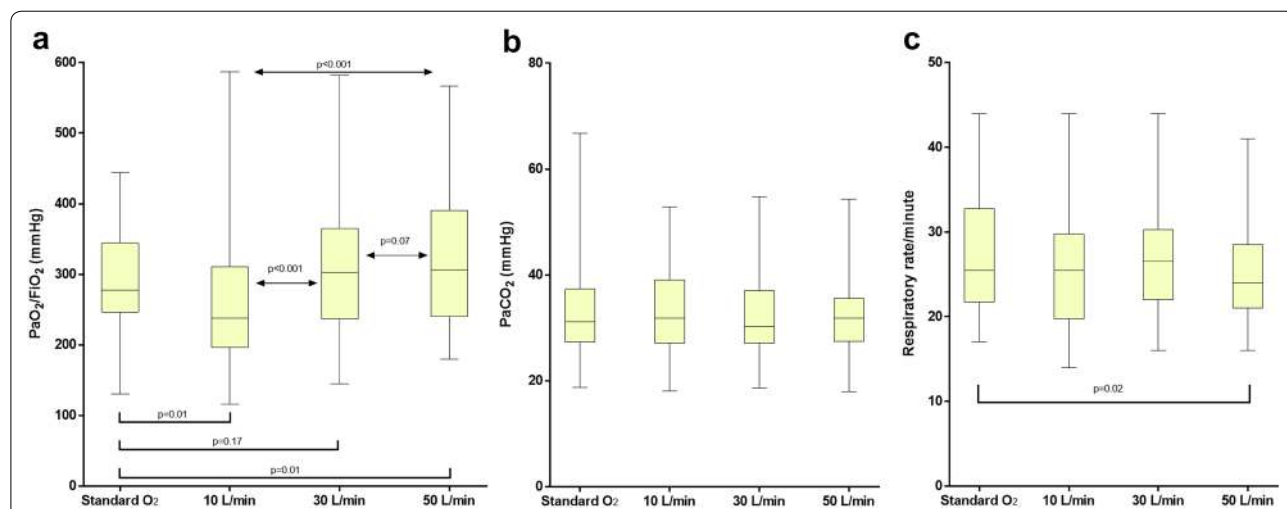 a
PaO2/FiO2 (mmHg)
600
500
400
300
200
100
0
p<0.001
p=0.07
p<0.001
p=0.01
p=0.17
p=0.01
Standard O2 10 L/min 30 L/min 50 L/min
b
PaCO2 (mmHg)
80
60
40
20
0
Standard O2 10 L/min 30 L/min 50 L/min
c
Respiratory rate/minute
50
40
30
20
10
0
p=0.02
Standard O2 10 L/min 30 L/min 50 L/min